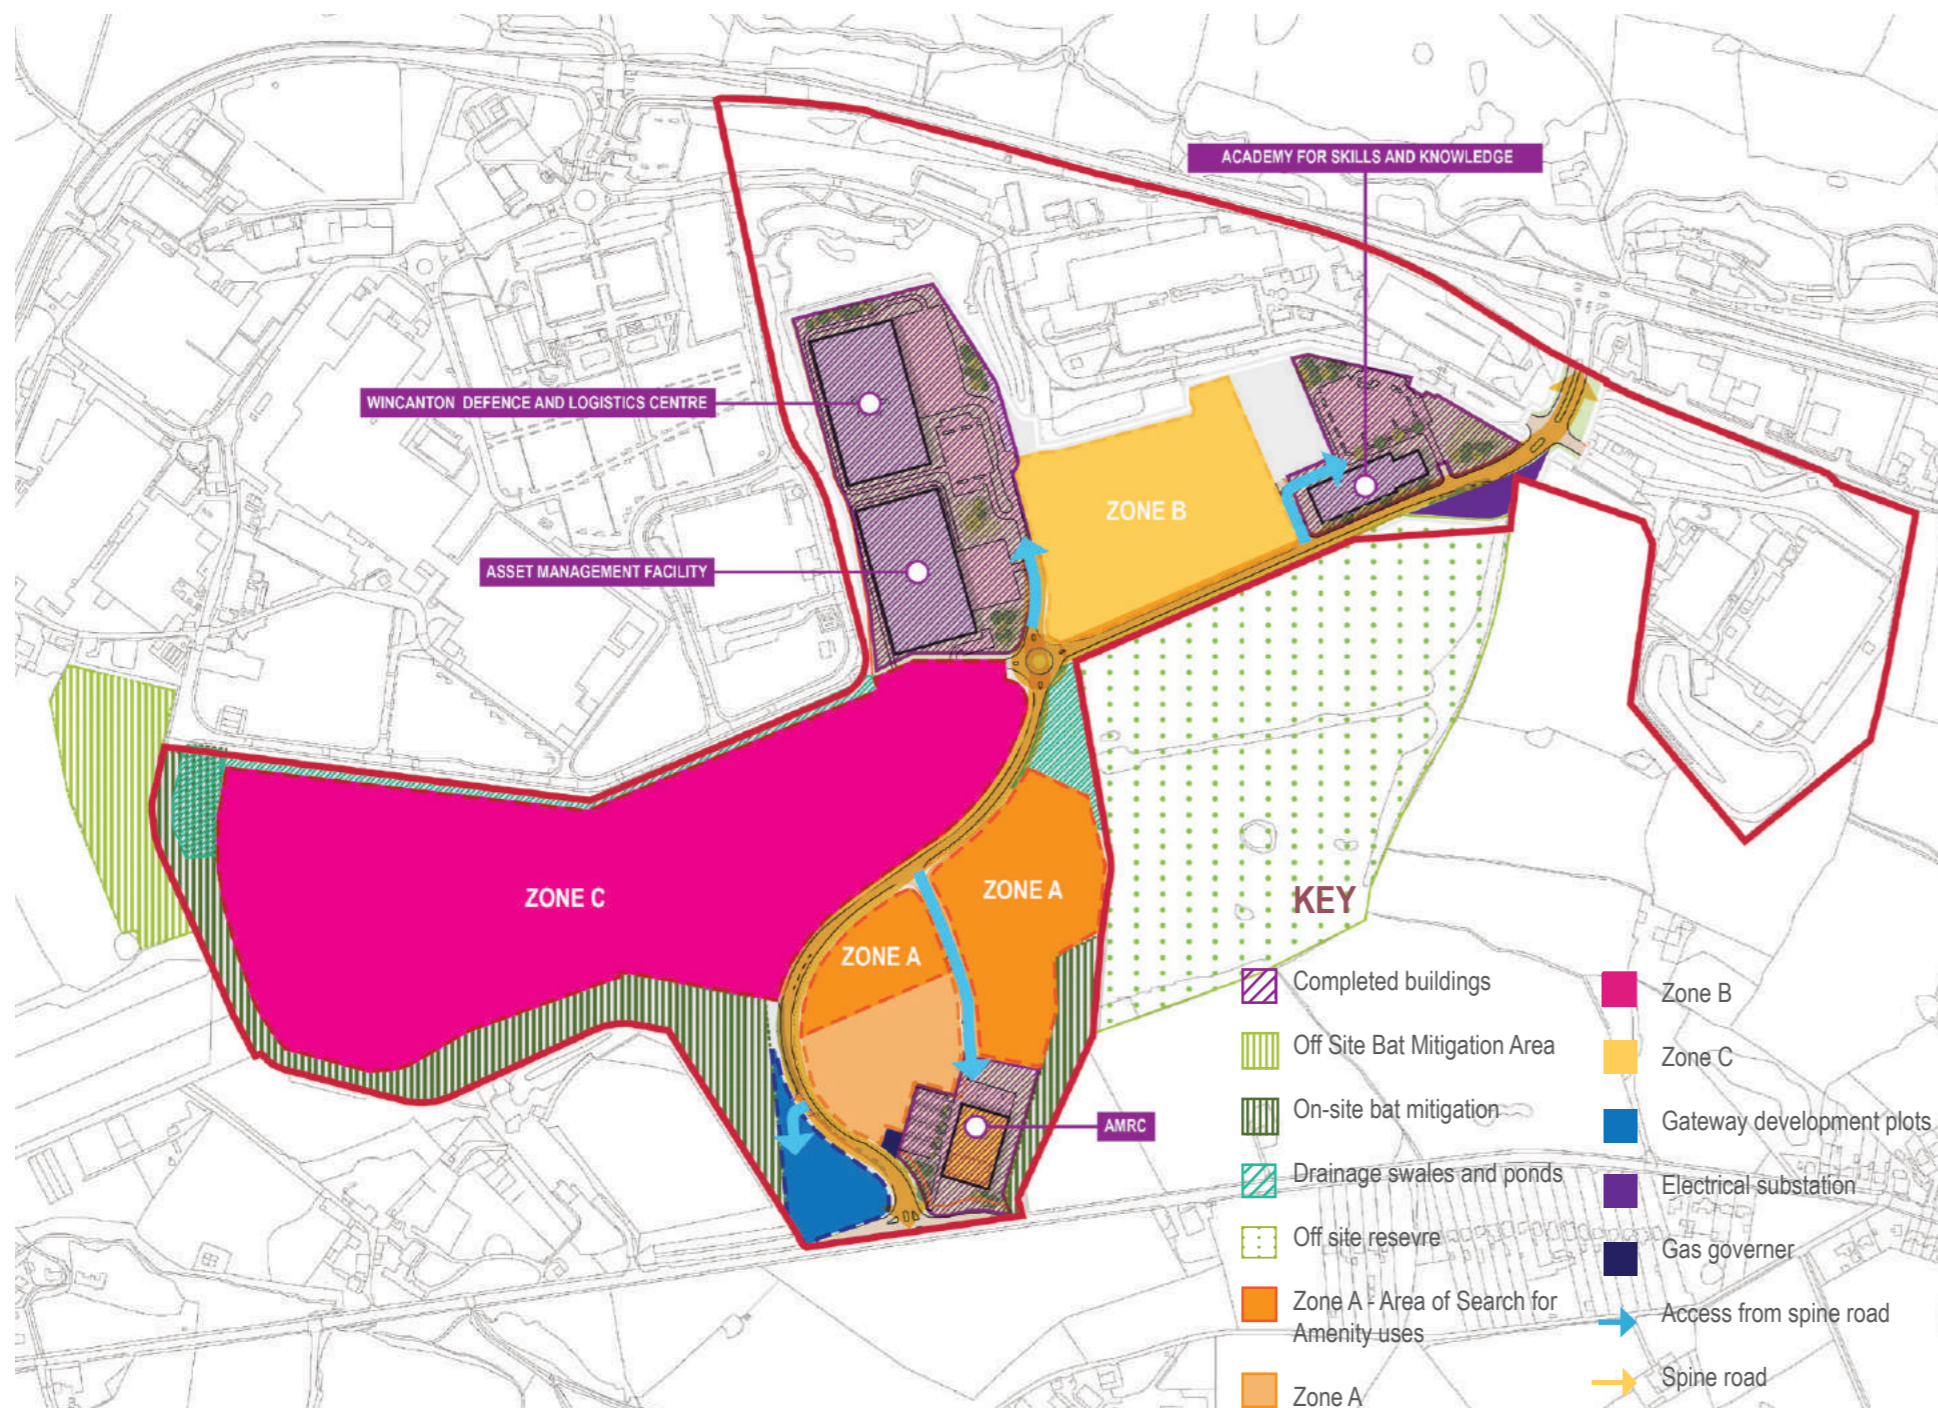 ACADEMY FOR SKILLS AND KNOWLEDGE
WINCANTON DEFENCE AND LOGISTICS CENTRE
ZONE B
ASSET MANAGEMENT FACILITY
ZONE C
ZONE A
ZONE A
AMRC
KEY
Completed buildings
Off Site Bat Mitigation Area
On-site bat mitigation
Drainage swales and ponds
Off site resevre
Zone A - Area of Search for
Amenity uses
Zone A
Zone B
Zone C
Gateway development plots
Electrical substation
Gas governer
Access from spine road
Spine road